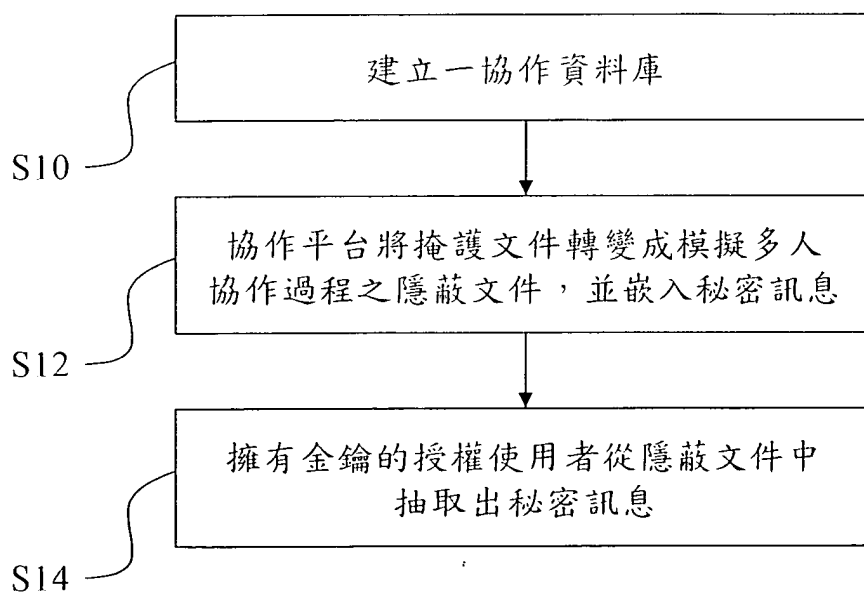 建立一協作資料庫
S10
協作平台將掩護文件轉變成模擬多人
協作過程之隱蔽文件，並嵌入秘密訊息
S12
擁有金鑰的授權使用者從隱蔽文件中
抽取出秘密訊息
S14